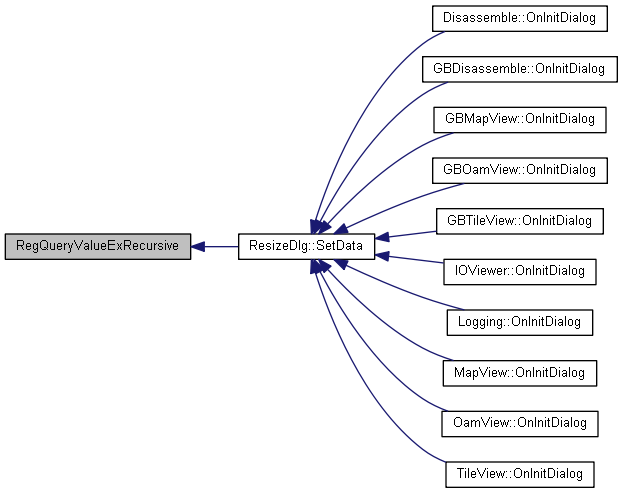 Disassemble::OnInitDialog
GBDisassemble::OnInitDialog
GBMapView::OnInitDialog
GBOamView::OnInitDialog
GBTileView::OnInitDialog
RegQueryValueExRecursive
ResizeDlg::SetData
IOViewer::OnInitDialog
Logging::OnInitDialog
MapView::OnInitDialog
OamView::OnInitDialog
TileView::OnInitDialog